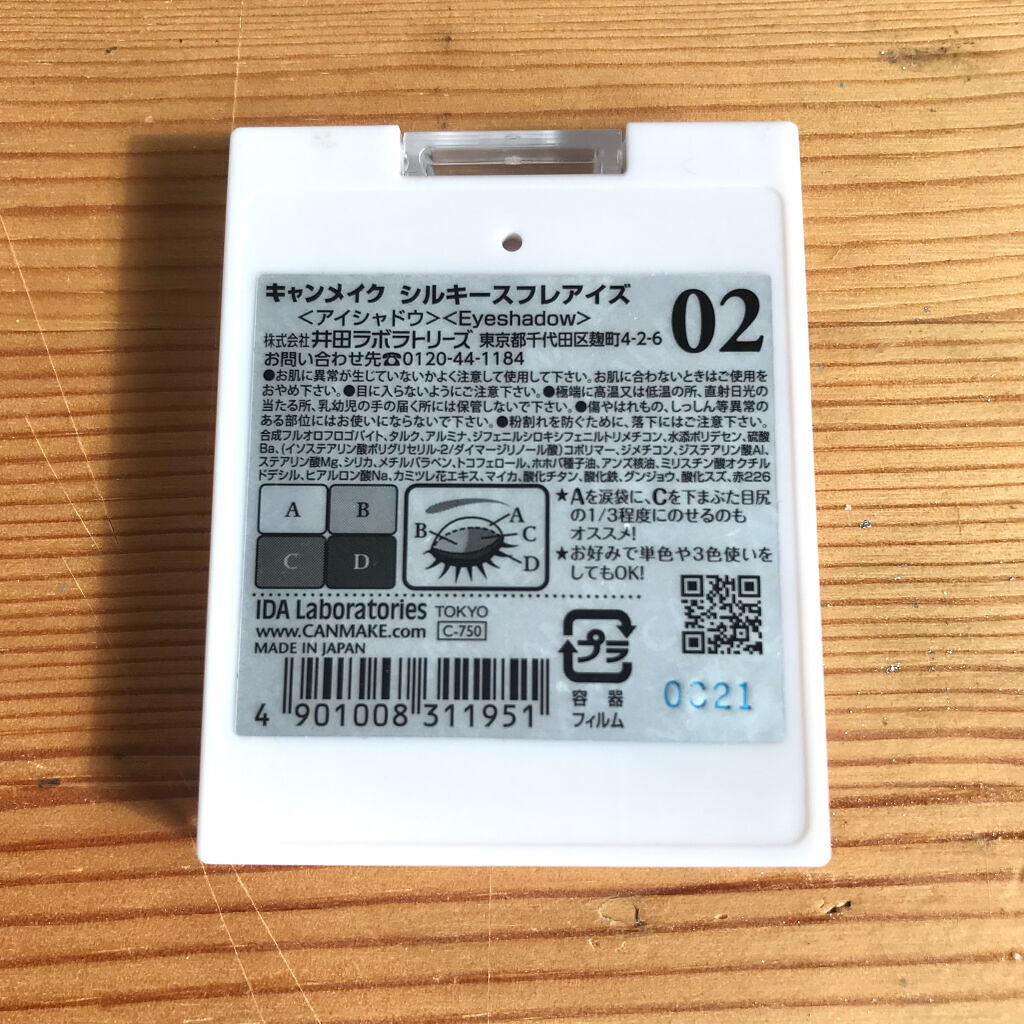 キャンメイク シルキースフレアイズ
<アイシャドウ><Eyeshadow>
02
株式会社 井田ラボラトリーズ 東京都千代田区麹町4-2-6
お問い合わせ先☎0120-44-1184
●お肌に異常が生じていないかよく注意して使用して下さい。お肌に合わないときはご使用を
おやめ下さい。●目に入らないようにご注意下さい。●極端に高温又は低温の所、直射日光の
当たる所、乳幼児の手の届く所には保管しないで下さい。●傷やはれもの、しっしん等異常の
ある部位にはお使いにならないで下さい。●粉割れを防ぐために、落下にはご注意下さい。
合成フルオロフロゴパイト、タルク、アルミナ、ジフェニルシロキシフェニルトリメチコン、水添ポリデセン、硫酸
Ba、(イソステアリン酸ポリグリセリル-2/ダイマージリノール酸)コポリマー、ジメチコン、ジステアリン酸Al、
ステアリン酸Mg、シリカ、メチルパラベン、トコフェロール、ホホバ種子油、アンズ核油、ミリスチン酸オクチル
ドデシル、ヒアルロン酸Na、カミツレ花エキス、マイカ、酸化チタン、酸化鉄、グンジョウ、酸化スズ、赤226
A B
C D
A
B C
D
★Aを涙袋に、Cを下まぶた目尻
の1/3程度にのせるのも
オススメ!
★お好みで単色や3色使いを
してもOK!
IDA Laboratories TOKYO
www.CANMAKE.com C-750
MADE IN JAPAN
4 901008 311951
プラ
容器
フィルム